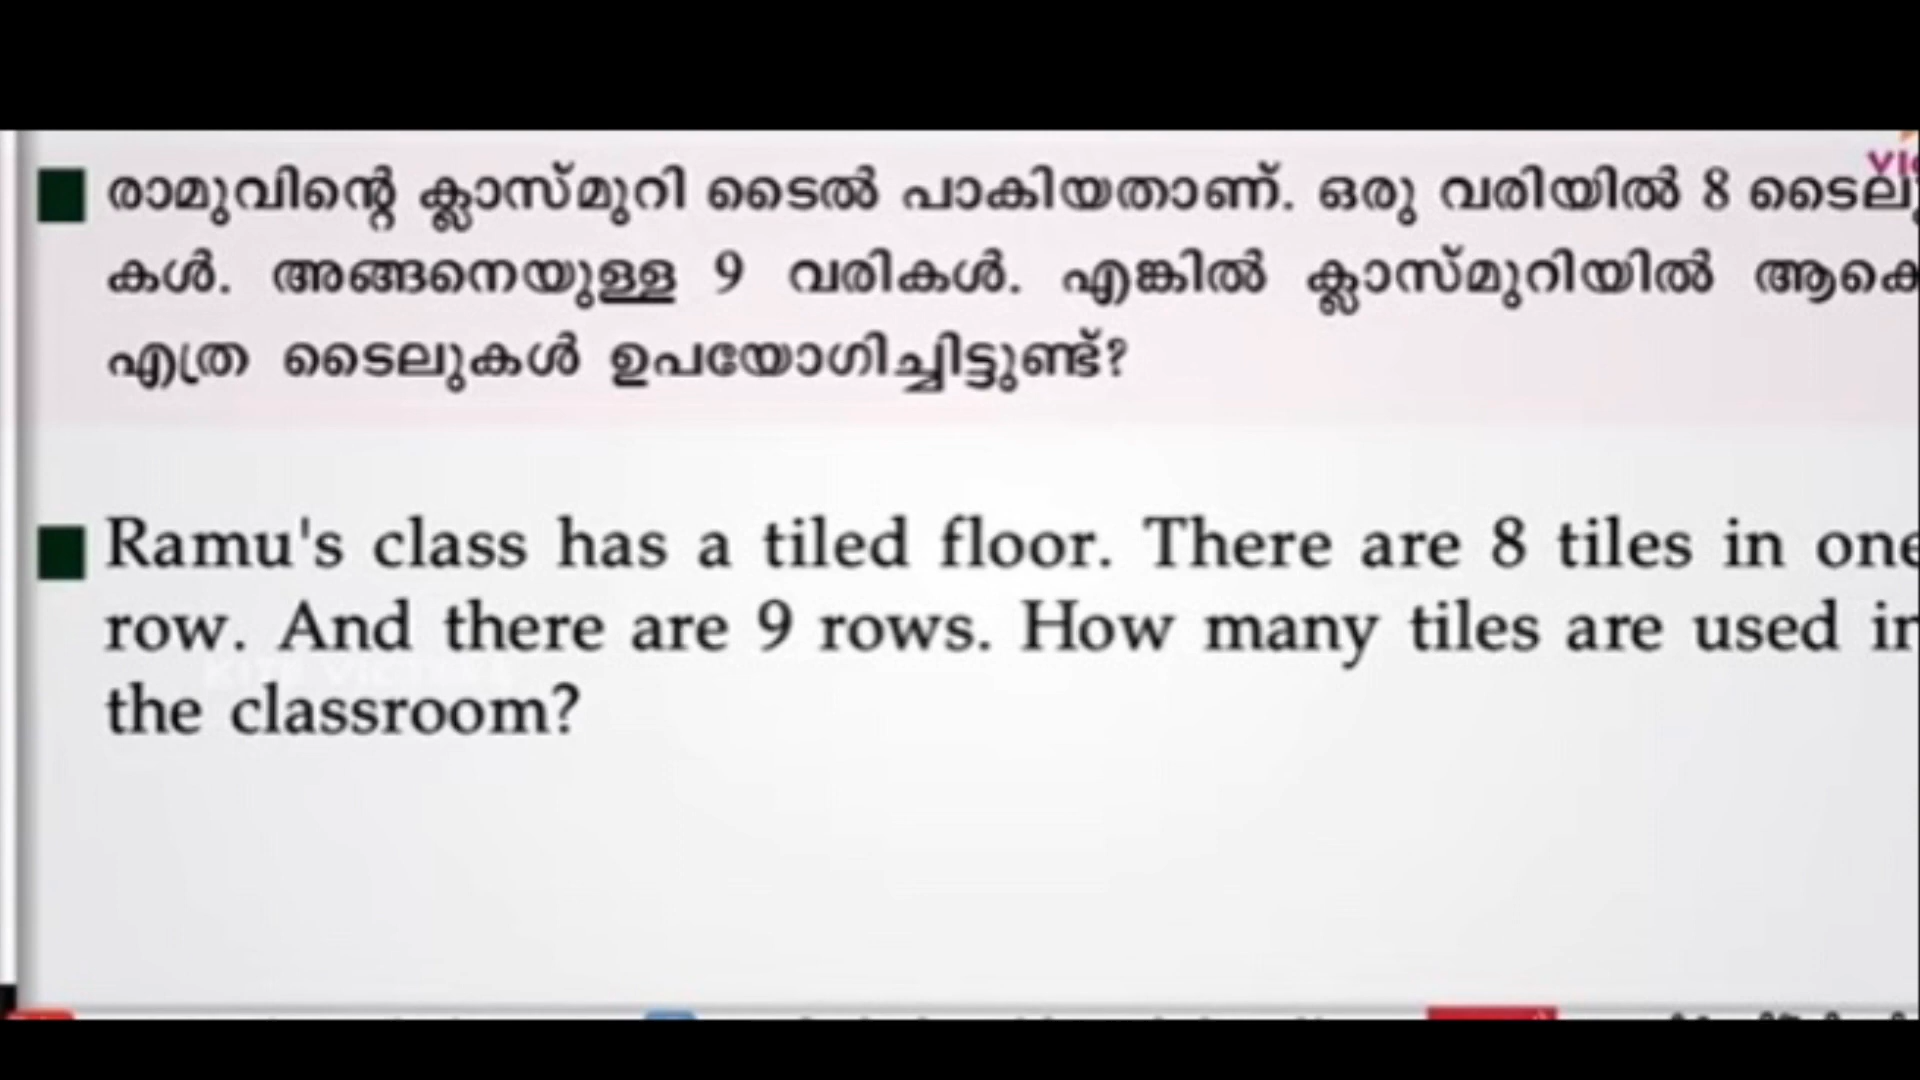 രാമുവിന്റെ ക്ലാസ്മുറി ടൈൽ പാകിയതാണ്. ഒരു വരിയിൽ 8 ടൈലു
കൾ. അങ്ങനെയുള്ള 9 വരികൾ. എങ്കിൽ ക്ലാസ്മുറിയിൽ ആകെ
എത്ര ടൈലുകൾ ഉപയോഗിച്ചിട്ടുണ്ട്?
Ramu's class has a tiled floor. There are 8 tiles in one
row. And there are 9 rows. How many tiles are used in
the classroom?